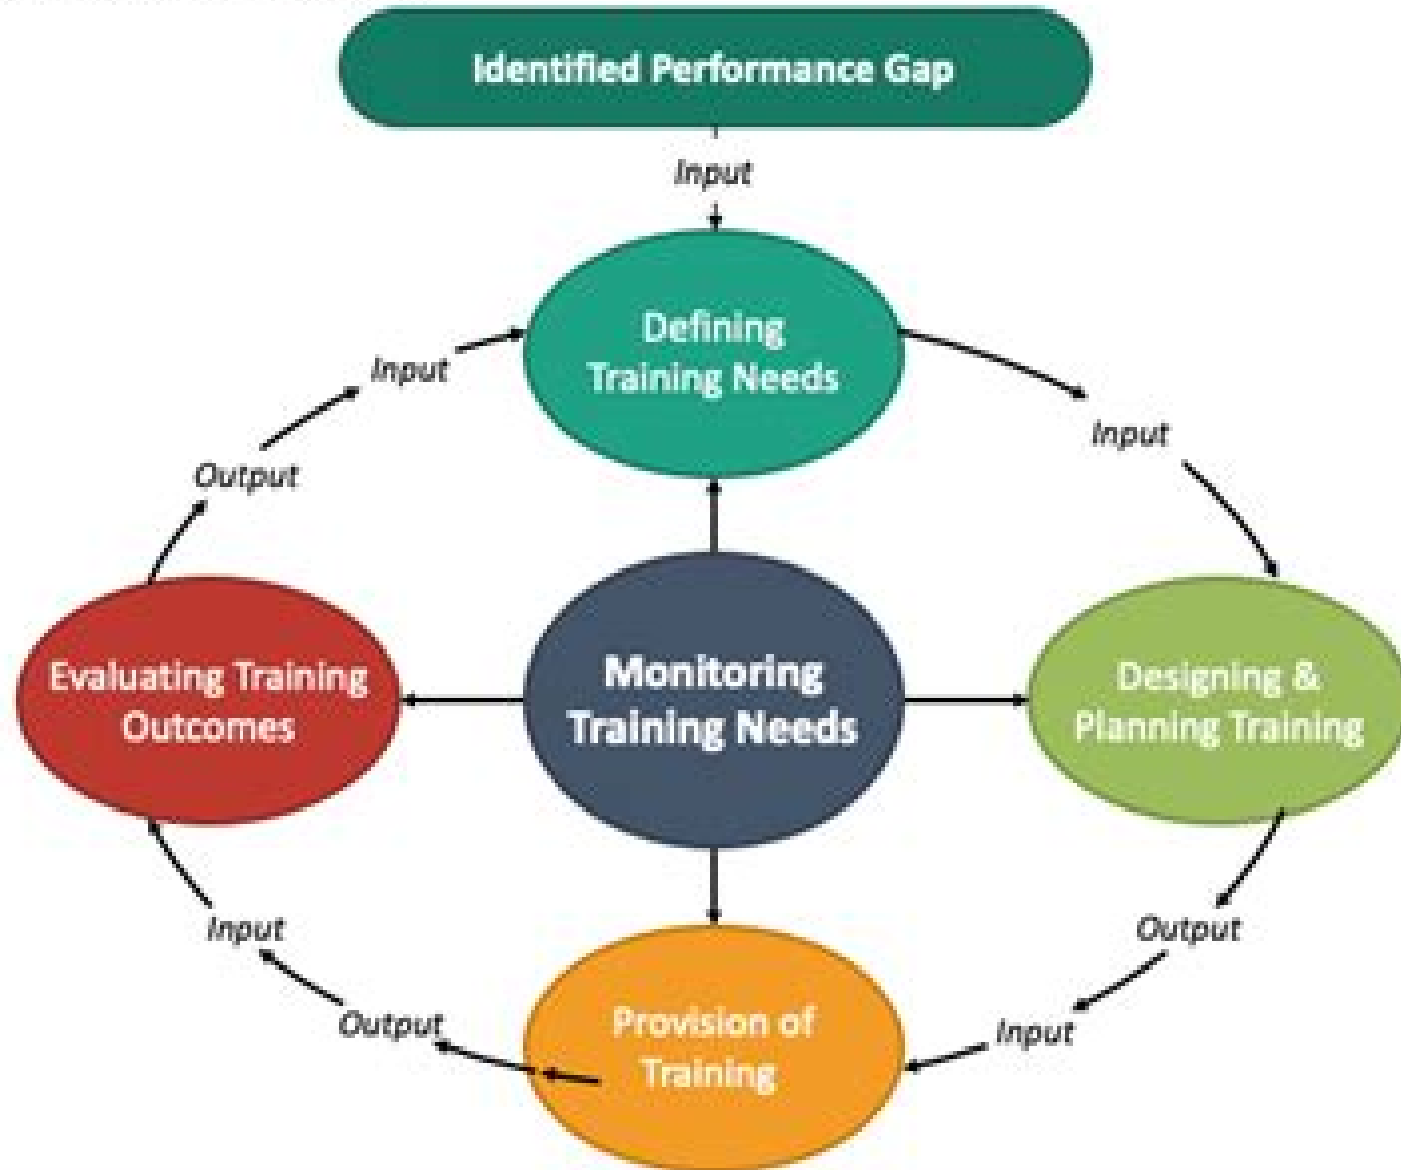 Identified Performance Gap
Input
Defining
Training Needs
Input
Input
Output
Evaluating Training
Outcomes
Monitoring
Training Needs
Designing &
Planning Training
Input
Output
Output
Input
Provision of
Training